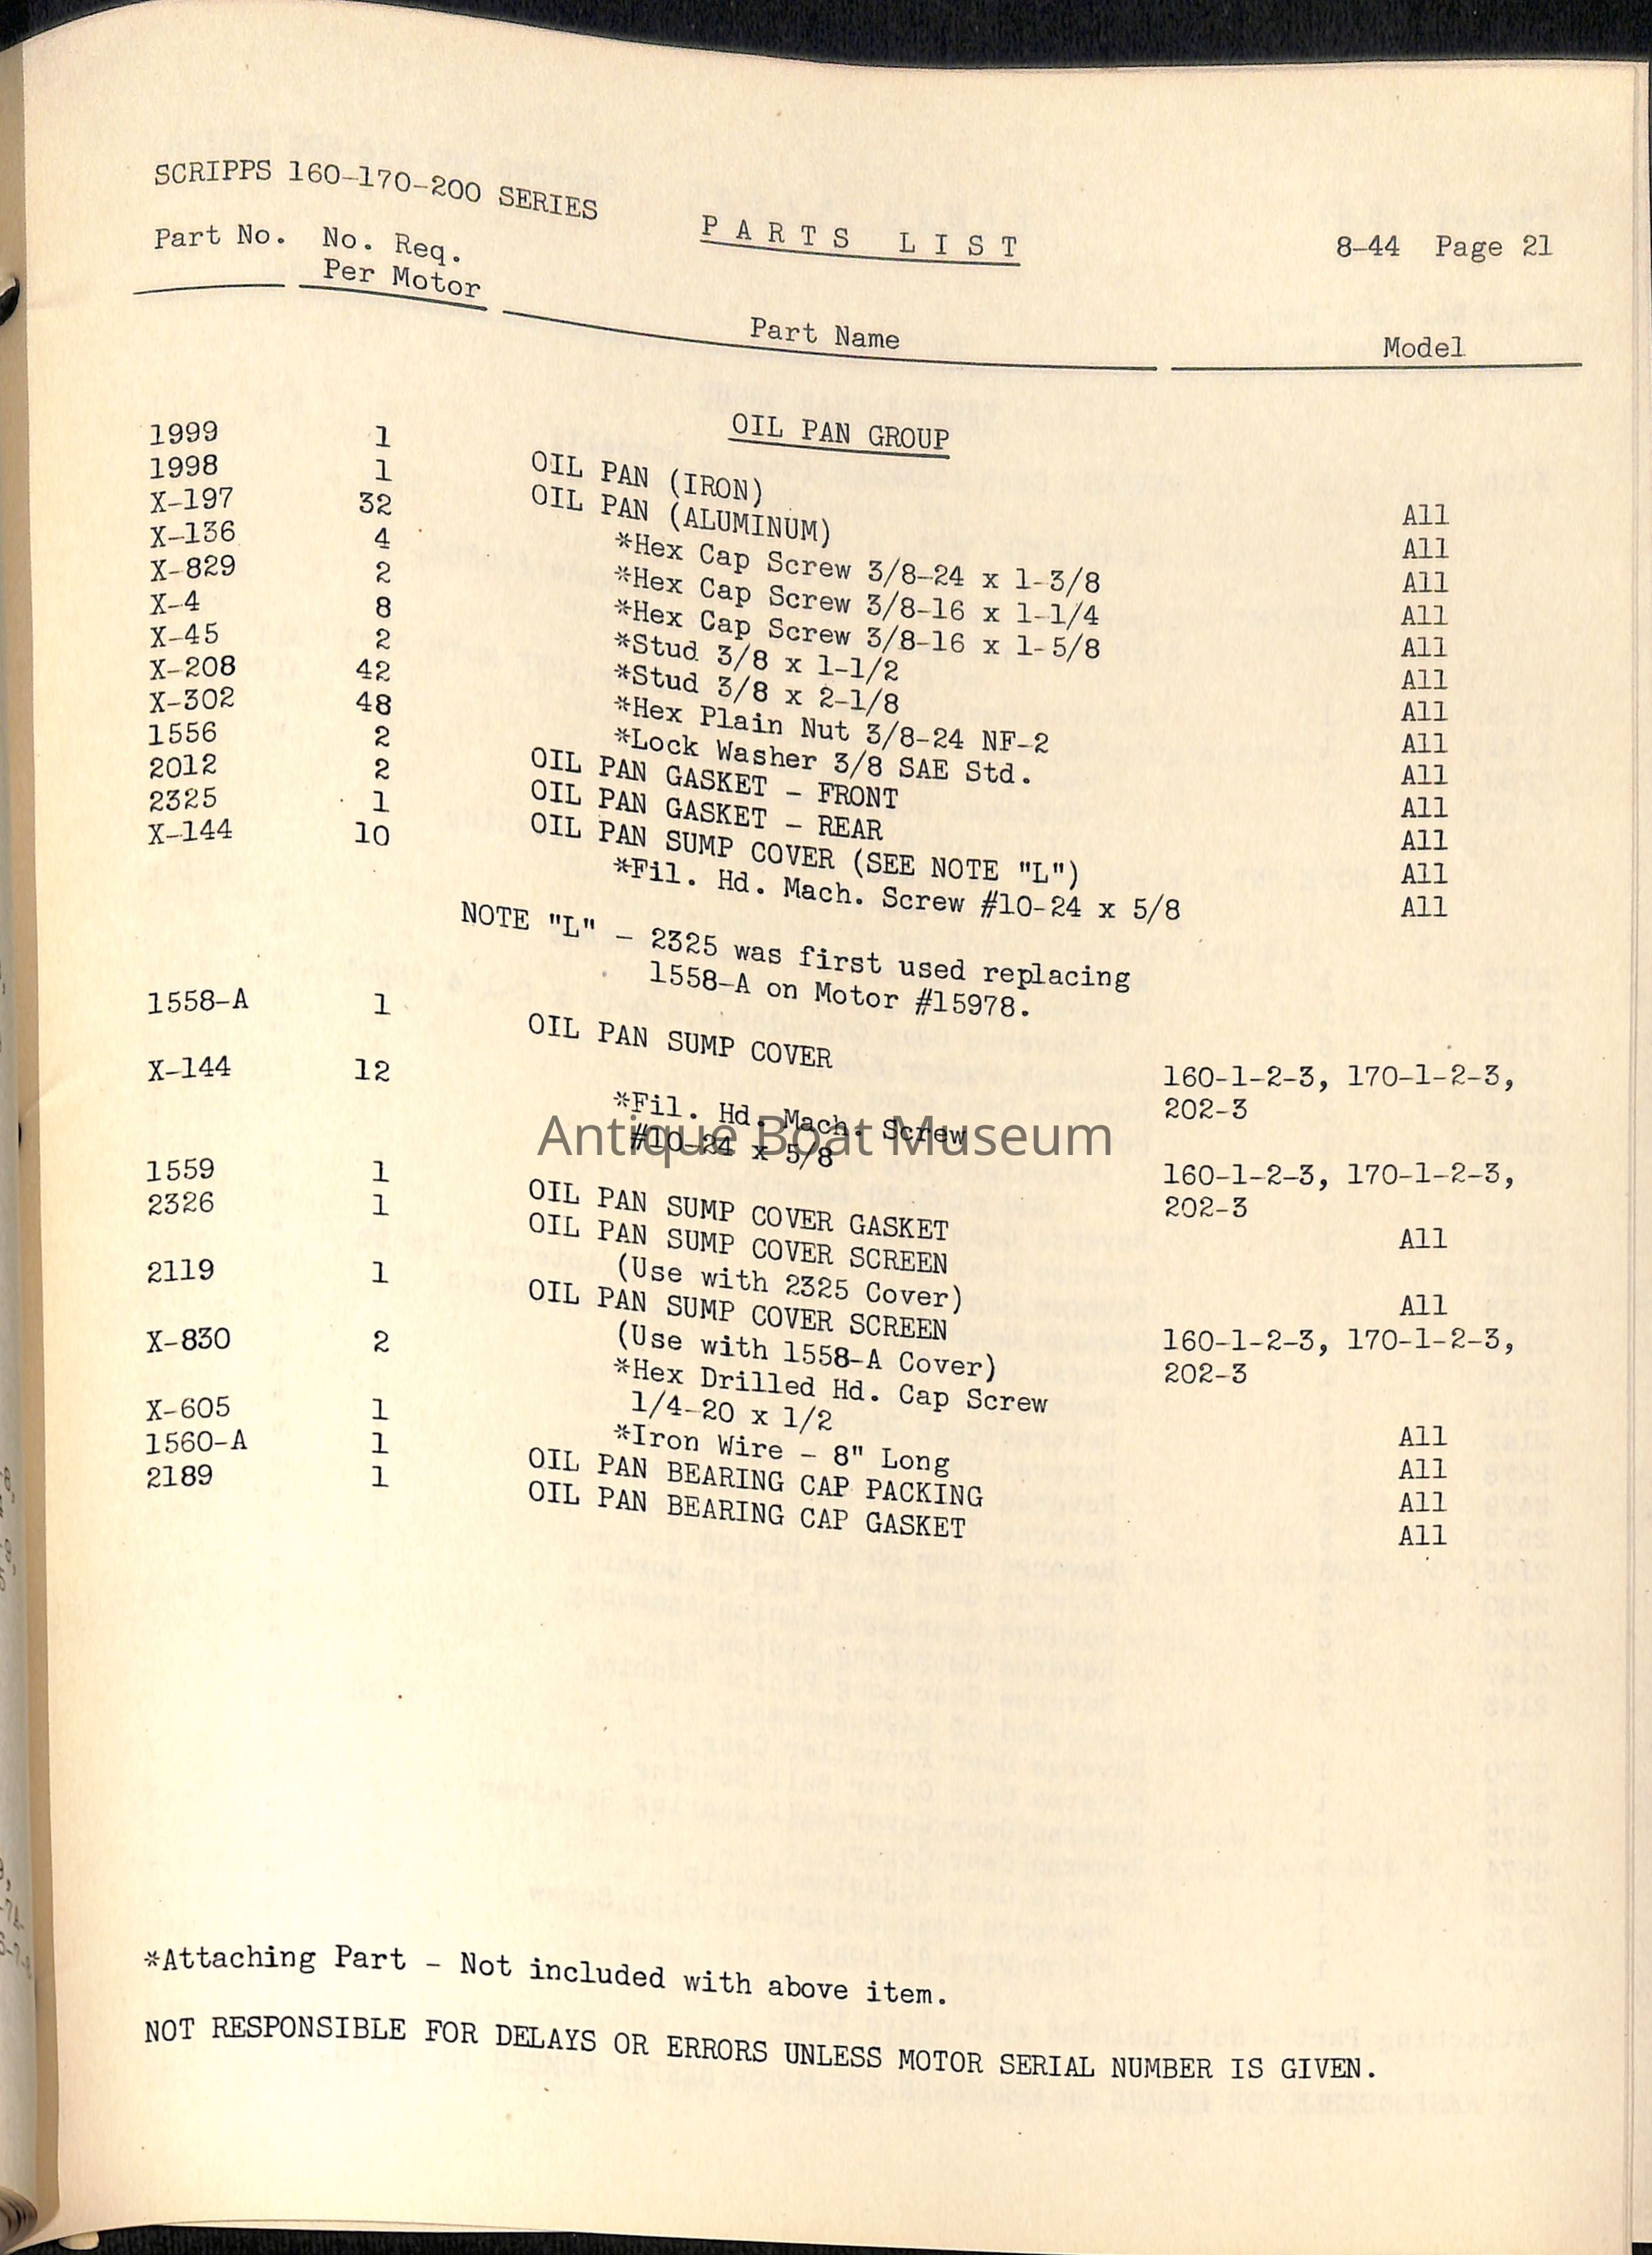 SCRIPPS 160-170-200 SERIES
PARTS LIST
8-44 Page 21
Part No. No. Req. Per Motor Part Name Model
OIL PAN GROUP
1999 1 OIL PAN (IRON) All
1998 1 OIL PAN (ALUMINUM) All
X-197 32 *Hex Cap Screw 3/8-24 x 1-3/8 All
X-136 4 *Hex Cap Screw 3/8-16 x 1-1/4 All
X-829 2 *Hex Cap Screw 3/8-16 x 1-5/8 All
X-4 8 *Stud 3/8 x 1-1/2 All
X-45 2 *Stud 3/8 x 2-1/8 All
X-208 42 *Hex Plain Nut 3/8-24 NF-2 All
X-302 48 *Lock Washer 3/8 SAE Std. All
1556 2 OIL PAN GASKET - FRONT All
2012 2 OIL PAN GASKET - REAR All
2325 1 OIL PAN SUMP COVER (SEE NOTE "L") All
X-144 10 *Fil. Hd. Mach. Screw #10-24 x 5/8 All
NOTE "L" - 2325 was first used replacing
1558-A on Motor #15978.
1558-A 1 OIL PAN SUMP COVER 160-1-2-3, 170-1-2-3,
202-3
X-144 12 *Fil. Hd. Mach. Screw 160-1-2-3, 170-1-2-3,
#10-24 x 5/8 202-3
1559 1 OIL PAN SUMP COVER GASKET All
2326 1 OIL PAN SUMP COVER SCREEN
(Use with 2325 Cover) All
2119 1 OIL PAN SUMP COVER SCREEN 160-1-2-3, 170-1-2-3,
(Use with 1558-A Cover) 202-3
X-830 2 *Hex Drilled Hd. Cap Screw
1/4-20 x 1/2 All
X-605 1 *Iron Wire - 8" Long All
1560-A 1 OIL PAN BEARING CAP PACKING All
2189 1 OIL PAN BEARING CAP GASKET All
Antique Boat Museum
*Attaching Part - Not included with above item.
NOT RESPONSIBLE FOR DELAYS OR ERRORS UNLESS MOTOR SERIAL NUMBER IS GIVEN.